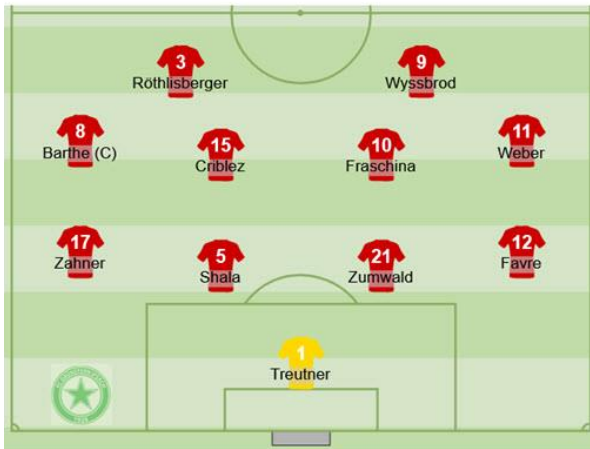 3
Röthlisberger
9
Wyssbrod
8
Barthe (C)
15
Criblez
10
Fraschina
11
Weber
17
Zahner
5
Shala
21
Zumwald
12
Favre
1
Treutner